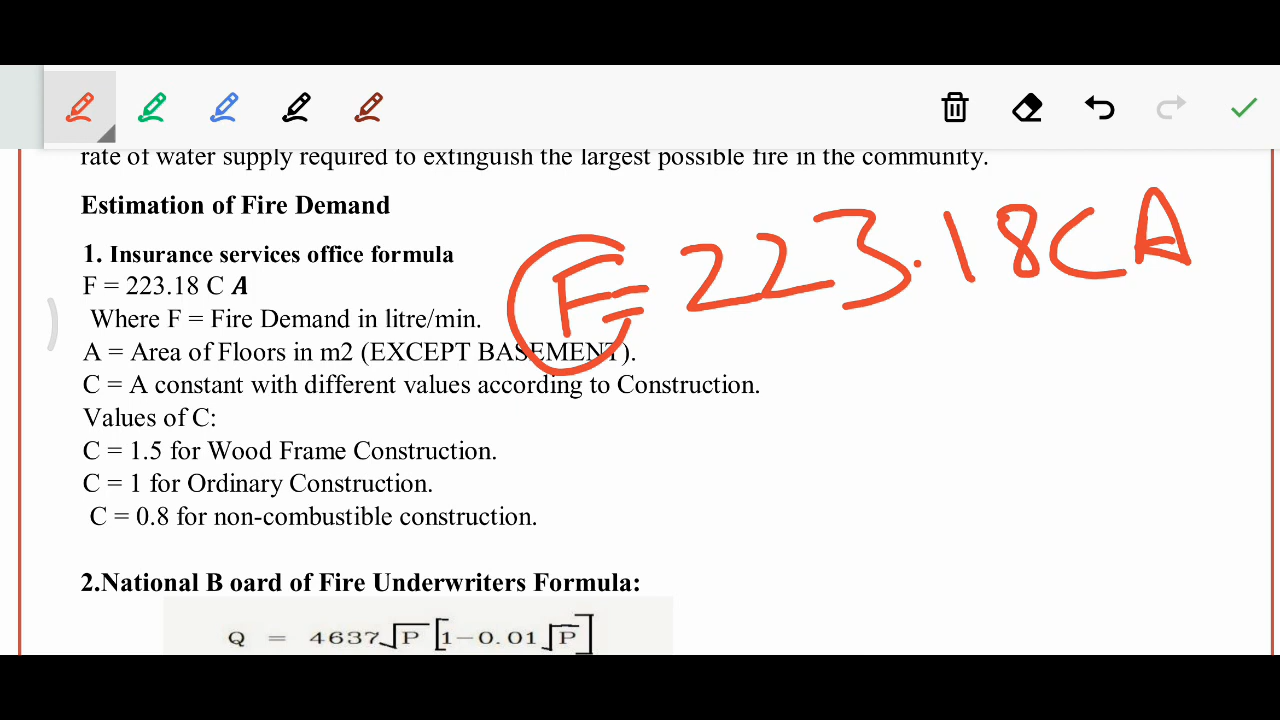 rate of water supply required to extinguish the largest possible fire in the community.
Estimation of Fire Demand
1. Insurance services office formula
F = 223.18 C A
F = 223.18 C A
Where F = Fire Demand in litre/min.
A = Area of Floors in m2 (EXCEPT BASEMENT).
C = A constant with different values according to Construction.
Values of C:
C = 1.5 for Wood Frame Construction.
C = 1 for Ordinary Construction.
C = 0.8 for non-combustible construction.
2.National B oard of Fire Underwriters Formula:
Q = 4637√P [1-0.01 √P]